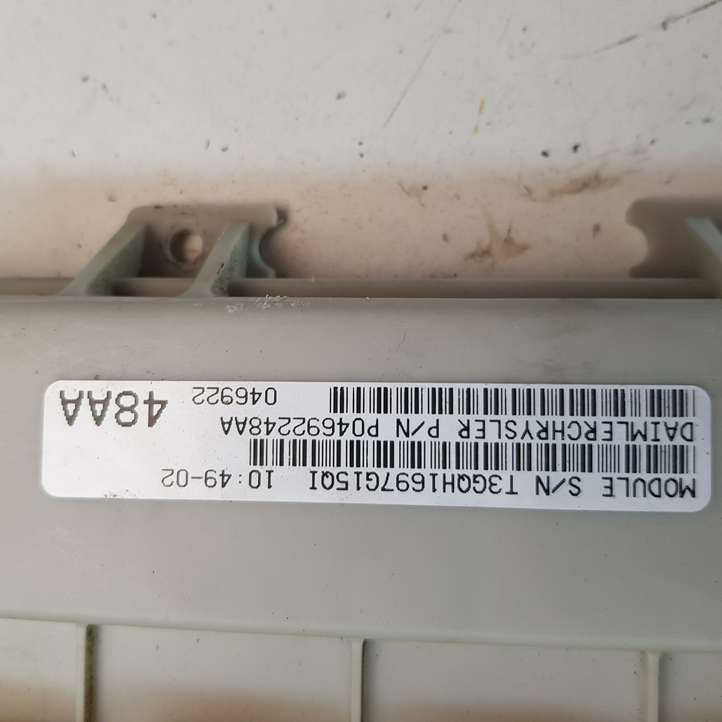 MODULE S/N T3GQH1697G15QI 10:49-02
DAIMLERCHRYSLER P/N P04692248AA
046922 48AA